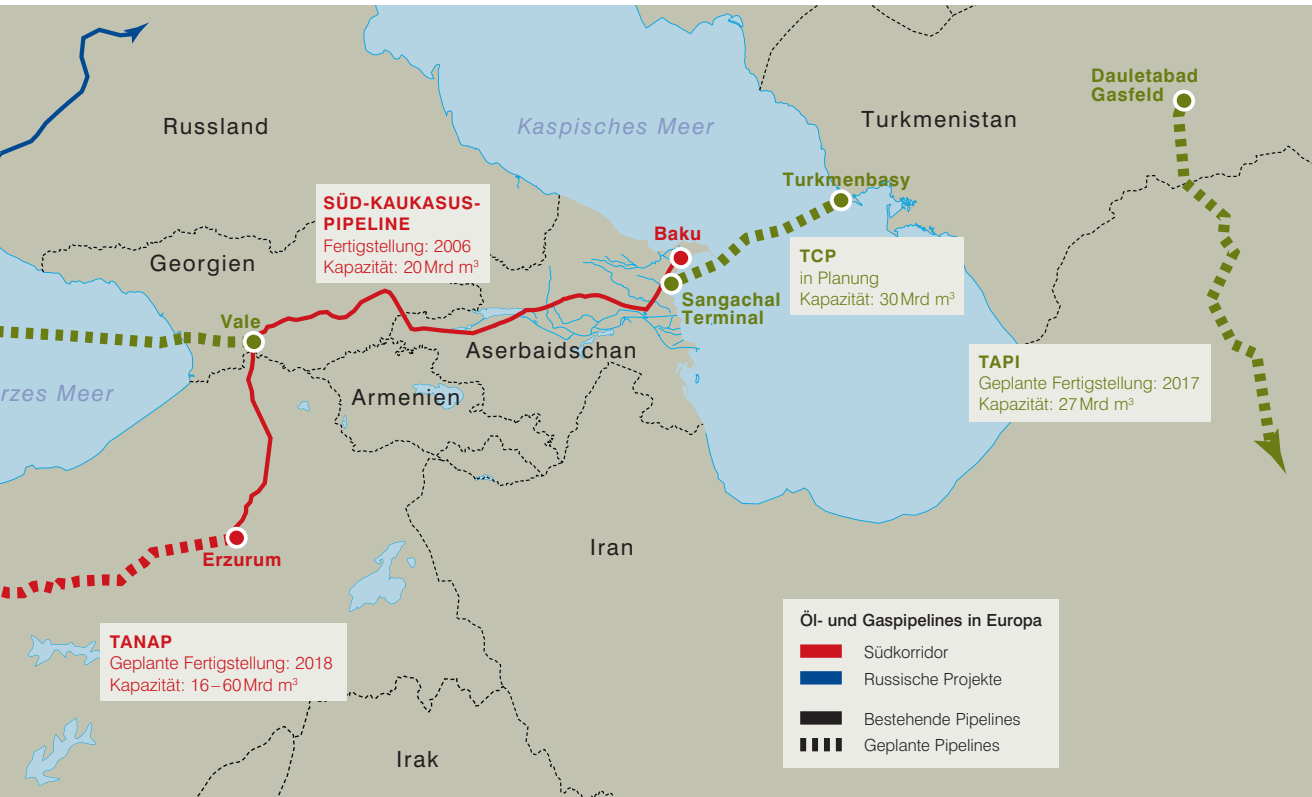 Dauletabad
Gasfeld
Russland
Kaspisches Meer
Turkmenistan
Turkmenbasy
SÜD-KAUKASUS-
PIPELINE
Fertigstellung: 2006
Kapazität: 20 Mrd m³
Baku
Georgien
TCP
in Planung
Kapazität: 30 Mrd m³
Sangachal
Terminal
Vale
Aserbaidschan
TAPI
Geplante Fertigstellung: 2017
Kapazität: 27 Mrd m³
rzes Meer
Armenien
Iran
Erzurum
TANAP
Geplante Fertigstellung: 2018
Kapazität: 16–60 Mrd m³
Irak
Öl- und Gaspipelines in Europa
Südkorridor
Russische Projekte
Bestehende Pipelines
Geplante Pipelines